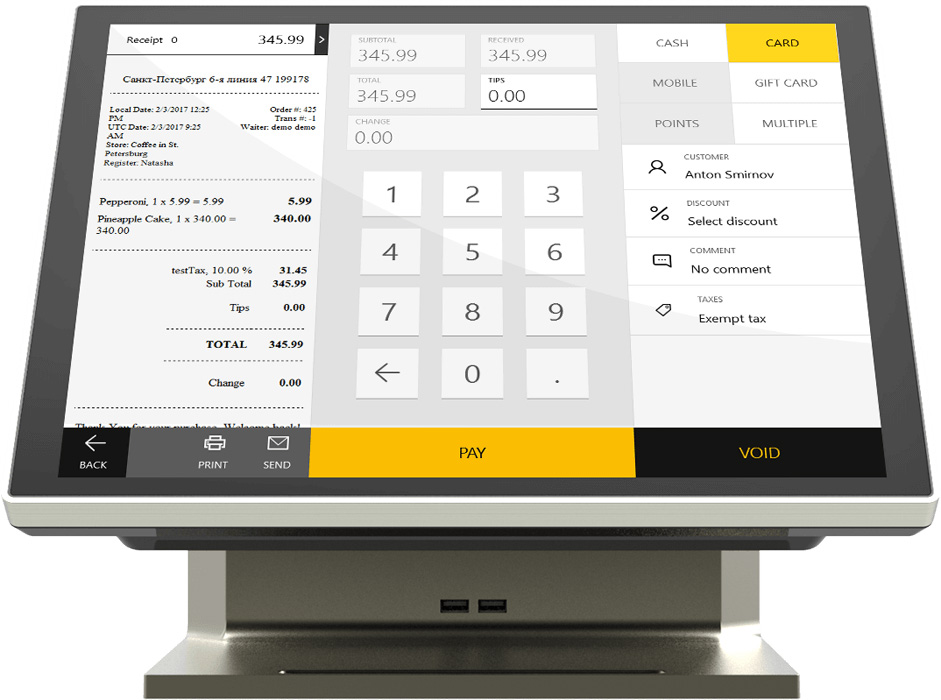 Receipt 0 345.99 >
Санкт-Петербург 6-я линия 47 199178
Local Date: 2/3/2017 12:25
PM
UTC Date: 2/3/2017 9:25
AM
Store: Coffee in St.
Petersburg
Register: Natasha
Order #: 425
Trans #: -1
Waiter: demo demo
Pepperoni, 1 x 5.99 = 5.99 5.99
Pineapple Cake, 1 x 340.00 = 340.00
340.00
testTax, 10.00 % 31.45
Sub Total 345.99
Tips 0.00
TOTAL 345.99
Change 0.00
Thank You for your purchase. Welcome back!
BACK
PRINT
SEND
SUBTOTAL
345.99
RECEIVED
345.99
TOTAL
345.99
TIPS
0.00
CHANGE
0.00
1 2 3
4 5 6
7 8 9
0 .
PAY
CASH CARD
MOBILE GIFT CARD
POINTS MULTIPLE
CUSTOMER
Anton Smirnov
DISCOUNT
Select discount
COMMENT
No comment
TAXES
Exempt tax
VOID